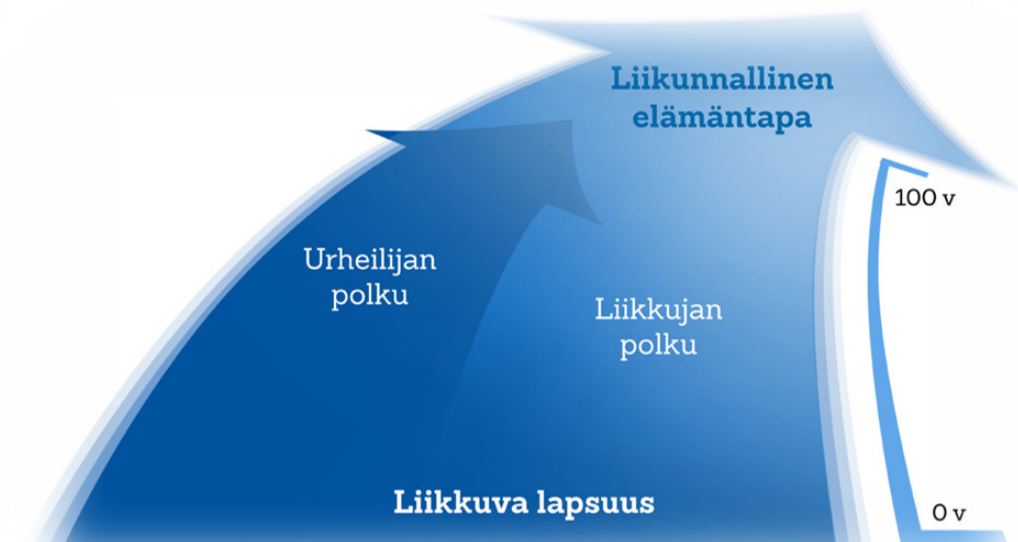 Liikunnallinen
elämäntapa
100 v
Urheilijan
polku
Liikkujan
polku
Liikkuva lapsuus
0 v